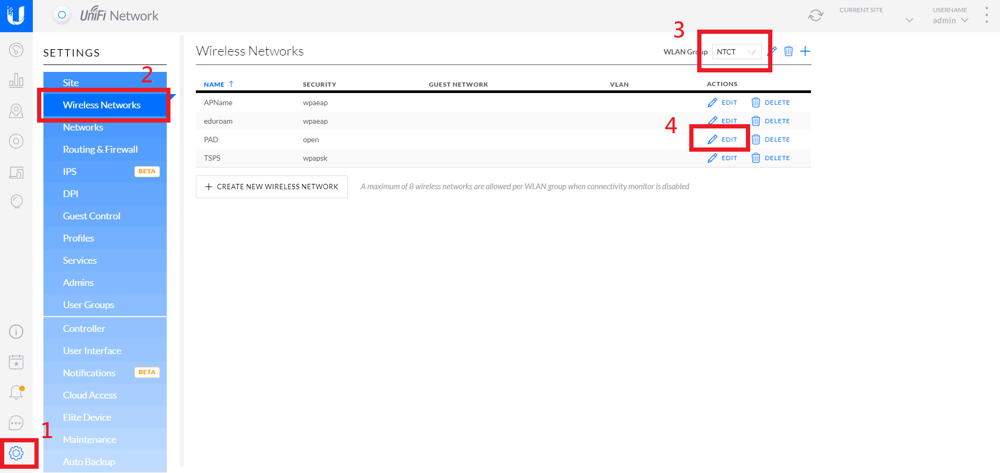 UniFi Network
CURRENT SITE
USERNAME
admin
SETTINGS
Site
2
Wireless Networks
Networks
Routing & Firewall
IPS BETA
DPI
Guest Control
Profiles
Services
Admins
User Groups
Controller
User Interface
Notifications BETA
Cloud Access
Elite Device
Maintenance
Auto Backup
1
Wireless Networks
3
WLAN Group NTCT
NAME SECURITY GUEST NETWORK VLAN ACTIONS
APName wpaeap EDIT DELETE
eduroam wpaeap EDIT DELETE
4
PAD open EDIT DELETE
TSPS wpapsk EDIT DELETE
CREATE NEW WIRELESS NETWORK A maximum of 8 wireless networks are allowed per WLAN group when connectivity monitor is disabled